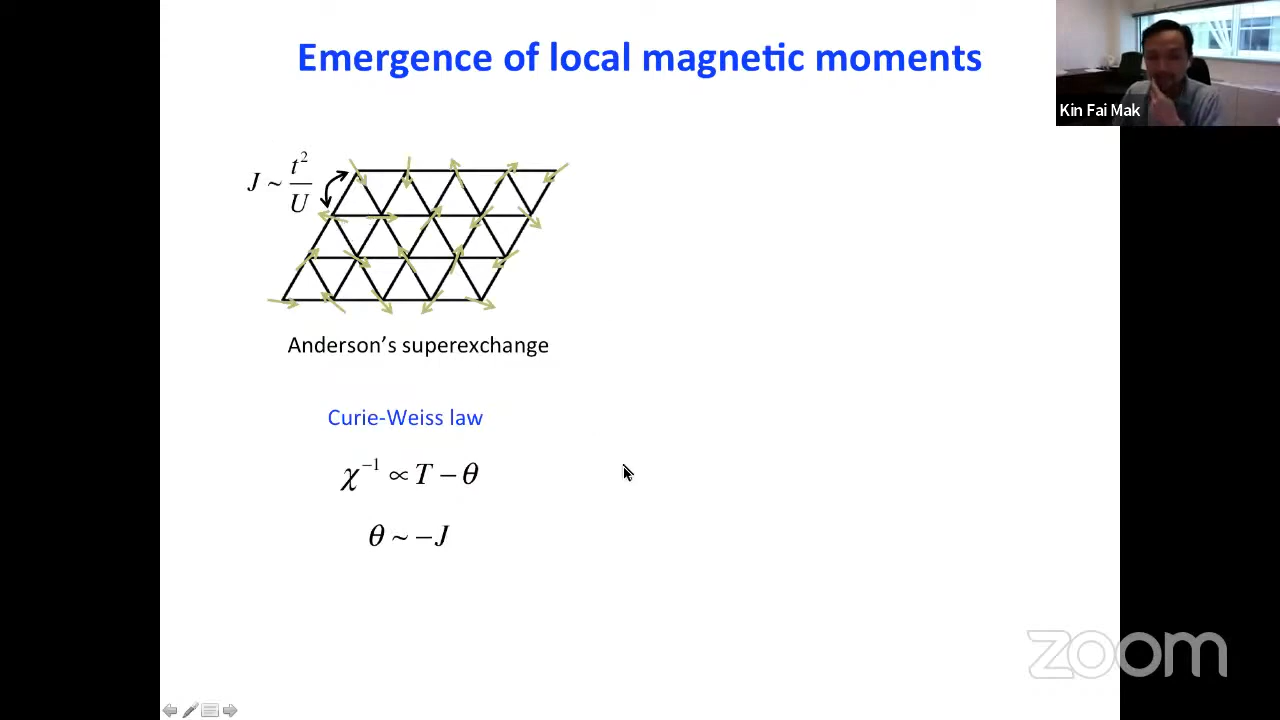 Emergence of local magnetic moments
Kin Fai Mak
J ~ t²/U
Anderson's superexchange
Curie-Weiss law
χ⁻¹ ∝ T − θ
θ ~ −J
zoom